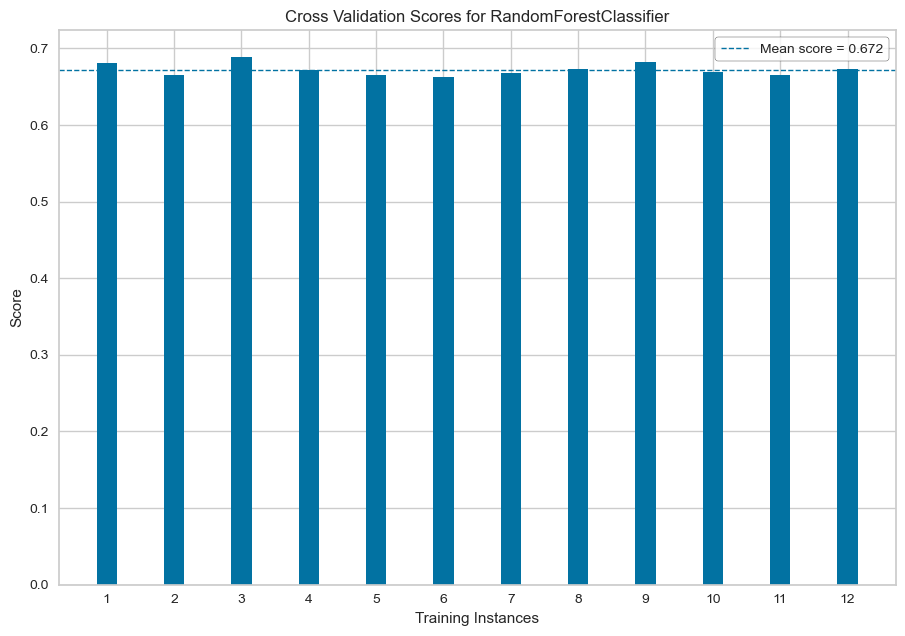 Cross Validation Scores for RandomForestClassifier
Mean score = 0.672
0.7
0.6
0.5
0.4
0.3
0.2
0.1
0.0
Score
1 2 3 4 5 6 7 8 9 10 11 12
Training Instances